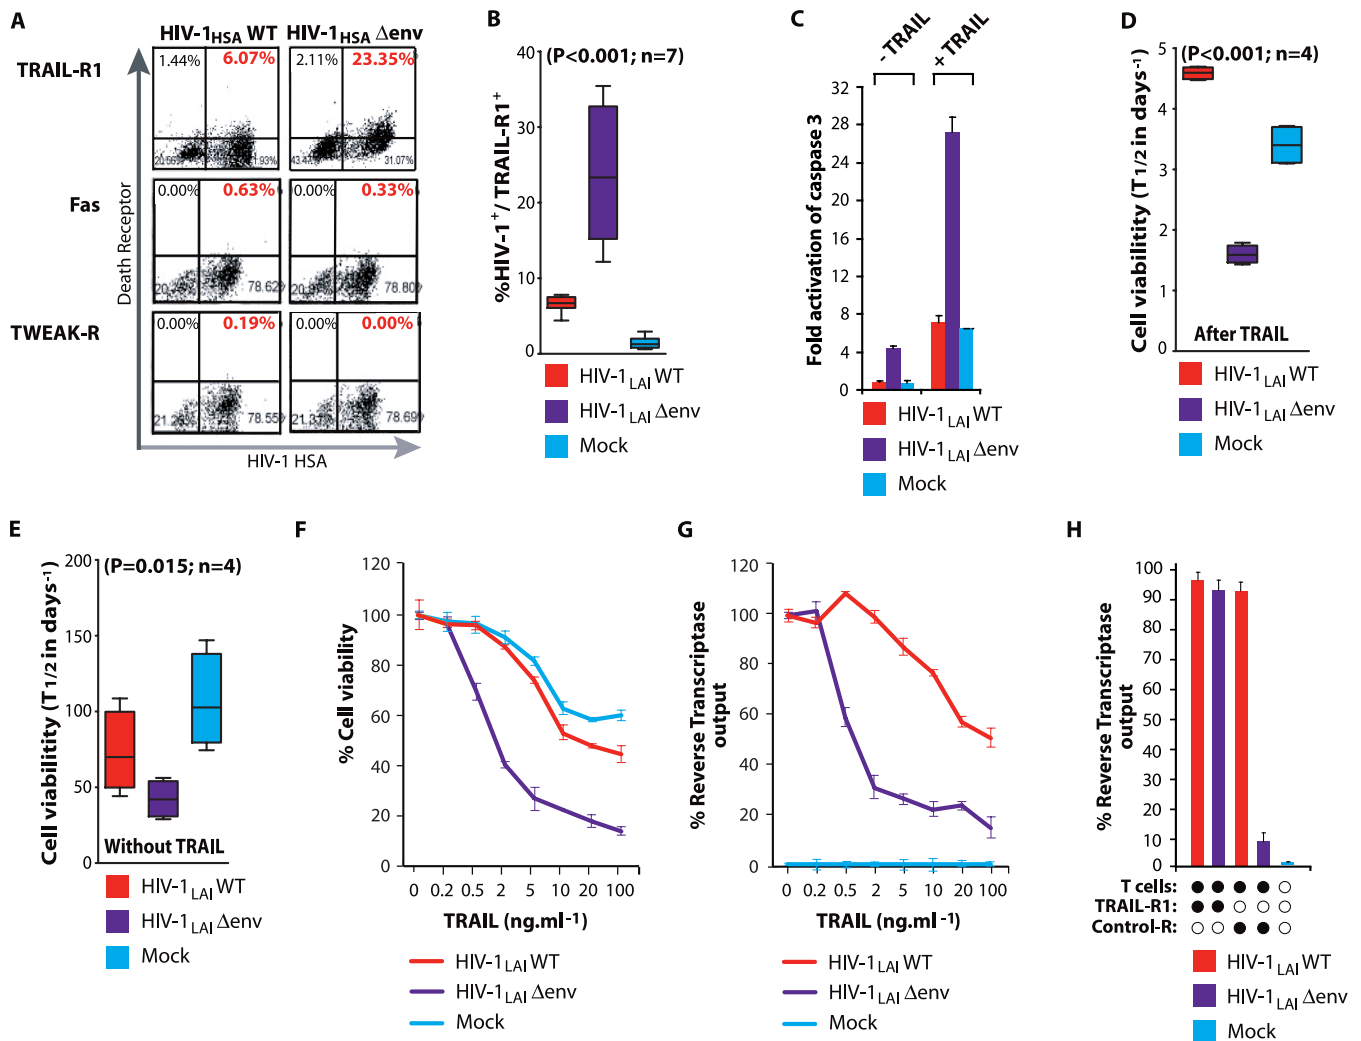 A
HIV-1HSA WT
HIV-1HSA Δenv
TRAIL-R1
1.44%
6.07%
2.11%
23.35%
31.07%
Fas
0.00%
0.63%
0.00%
0.33%
78.62%
78.80%
TWEAK-R
0.00%
0.19%
0.00%
0.00%
78.55%
78.69%
Death Receptor
HIV-1 HSA
B
(P<0.001; n=7)
%HIV-1+/ TRAIL-R1+
40
30
20
10
0
HIV-1LAI WT
HIV-1LAI Δenv
Mock
C
- TRAIL
+ TRAIL
Fold activation of caspase 3
32
28
24
20
16
12
8
4
0
HIV-1LAI WT
HIV-1LAI Δenv
Mock
D
(P<0.001; n=4)
Cell viabilitity (T1/2 in days-1)
5
4
3
2
1
0
After TRAIL
HIV-1LAI WT
HIV-1LAI Δenv
Mock
E
(P=0.015; n=4)
Cell viabilitity (T1/2 in days-1)
200
150
100
50
0
Without TRAIL
HIV-1LAI WT
HIV-1LAI Δenv
Mock
F
% Cell viability
120
100
80
60
40
20
0
0 0.2 0.5 2 5 10 20 100
TRAIL (ng.ml-1)
HIV-1LAI WT
HIV-1LAI Δenv
Mock
G
% Reverse Transcriptase
output
120
100
80
60
40
20
0
0 0.2 0.5 2 5 10 20 100
TRAIL (ng.ml-1)
HIV-1LAI WT
HIV-1LAI Δenv
Mock
H
% Reverse Transcriptase
output
100
90
80
70
60
50
40
30
20
10
0
T cells:
TRAIL-R1:
Control-R:
HIV-1LAI WT
HIV-1LAI Δenv
Mock